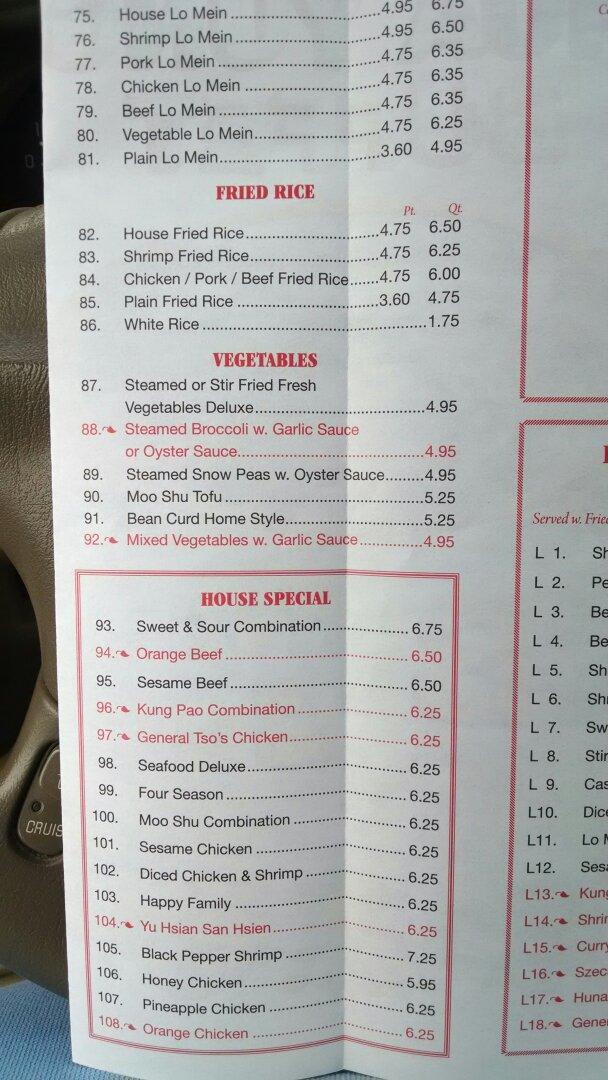 75. House Lo Mein 4.95 6.75
76. Shrimp Lo Mein 4.95 6.50
77. Pork Lo Mein 4.75 6.35
78. Chicken Lo Mein 4.75 6.35
79. Beef Lo Mein 4.75 6.35
80. Vegetable Lo Mein 4.75 6.25
81. Plain Lo Mein 3.60 4.95
FRIED RICE
Pt. Qt.
82. House Fried Rice 4.75 6.50
83. Shrimp Fried Rice 4.75 6.25
84. Chicken / Pork / Beef Fried Rice 4.75 6.00
85. Plain Fried Rice 3.60 4.75
86. White Rice 1.75
VEGETABLES
87. Steamed or Stir Fried Fresh
Vegetables Deluxe 4.95
88. Steamed Broccoli w. Garlic Sauce
or Oyster Sauce 4.95
89. Steamed Snow Peas w. Oyster Sauce 4.95
90. Moo Shu Tofu 5.25
91. Bean Curd Home Style 5.25
92. Mixed Vegetables w. Garlic Sauce 4.95
HOUSE SPECIAL
93. Sweet & Sour Combination 6.75
94. Orange Beef 6.50
95. Sesame Beef 6.50
96. Kung Pao Combination 6.25
97. General Tso's Chicken 6.25
98. Seafood Deluxe 6.25
99. Four Season 6.25
100. Moo Shu Combination 6.25
101. Sesame Chicken 6.25
102. Diced Chicken & Shrimp 6.25
103. Happy Family 6.25
104. Yu Hsian San Hsien 6.25
105. Black Pepper Shrimp 7.25
106. Honey Chicken 5.95
107. Pineapple Chicken 6.25
108. Orange Chicken 6.25
Served w.
L 1.
L 2.
L 3.
L 4.
L 5.
L 6.
L 7.
L 8.
L 9.
L10.
L11. Lo
L12.
L13.
L14.
L15.
L16.
L17.
L18.
CRUIS